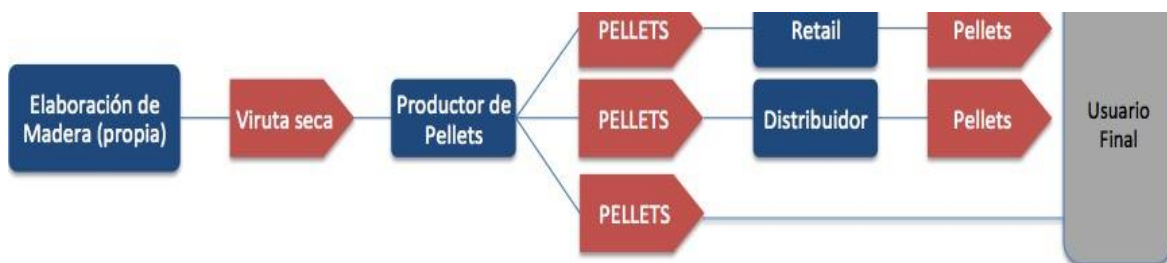 PELLETS
Retail
Pellets
Elaboración de
Madera (propia)
Viruta seca
Productor de
Pellets
PELLETS
Distribuidor
Pellets
Usuario
Final
PELLETS